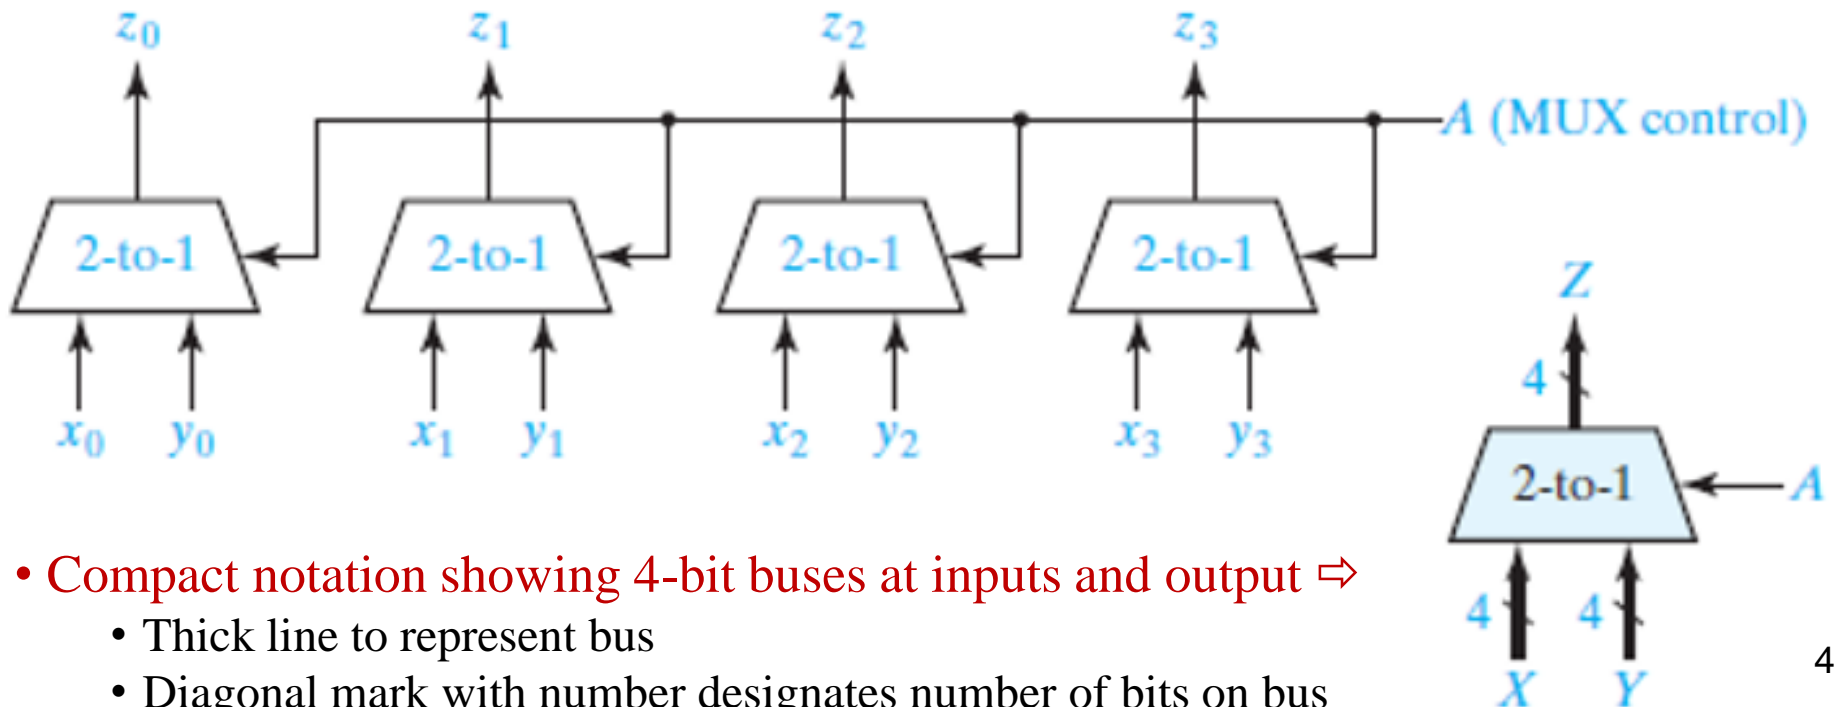 z0 z1 z2 z3
A (MUX control)
2-to-1 2-to-1 2-to-1 2-to-1
x0 y0 x1 y1 x2 y2 x3 y3
Z
4
2-to-1 A
4 4
X Y
• Compact notation showing 4-bit buses at inputs and output ⇨
• Thick line to represent bus
• Diagonal mark with number designates number of bits on bus
4